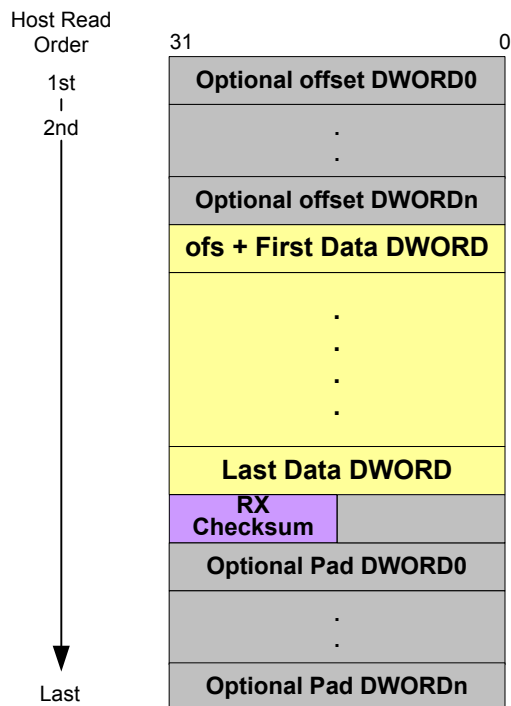 Host Read
Order
31
0
1st
2nd
Optional offset DWORD0
.
.
Optional offset DWORDn
ofs + First Data DWORD
.
.
.
.
Last Data DWORD
RX
Checksum
Optional Pad DWORD0
.
.
Optional Pad DWORDn
Last